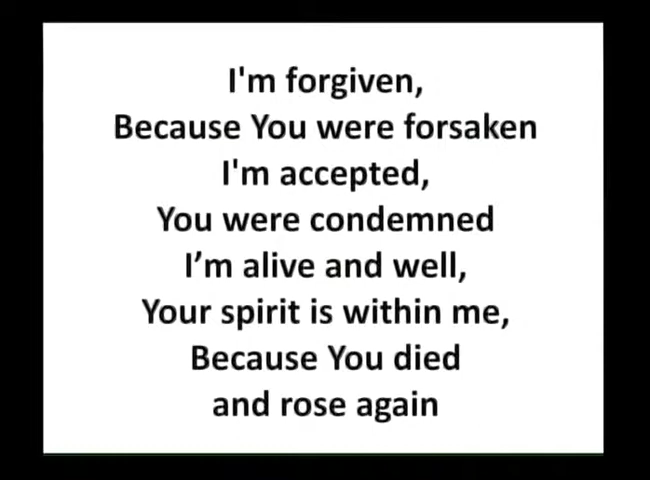 I'm forgiven,
Because You were forsaken
I'm accepted,
You were condemned
I’m alive and well,
Your spirit is within me,
Because You died
and rose again